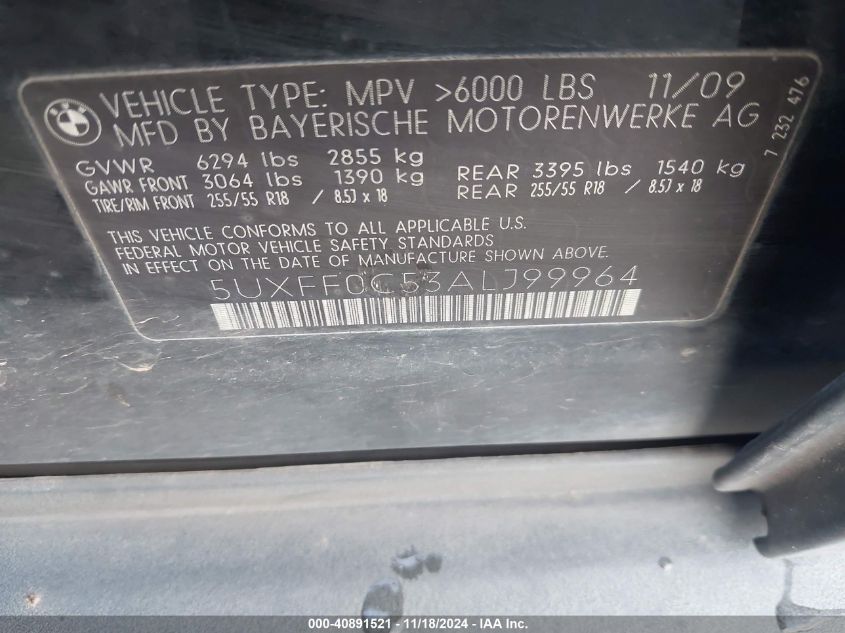 BMW
VEHICLE TYPE: MPV >6000 LBS 11/09
MFD BY BAYERISCHE MOTORENWERKE AG
7 232 476
GVWR 6294 lbs 2855 kg
GAWR FRONT 3064 lbs 1390 kg REAR 3395 lbs 1540 kg
TIRE/RIM FRONT 255/55 R18 / 8.5J x 18 REAR 255/55 R18 / 8.5J x 18
THIS VEHICLE CONFORMS TO ALL APPLICABLE U.S.
FEDERAL MOTOR VEHICLE SAFETY STANDARDS
IN EFFECT ON THE DATE OF MANUFACTURE SHOWN ABOVE.
5UXFF0C53ALJ99964
000-40891521 - 11/18/2024 - IAA Inc.